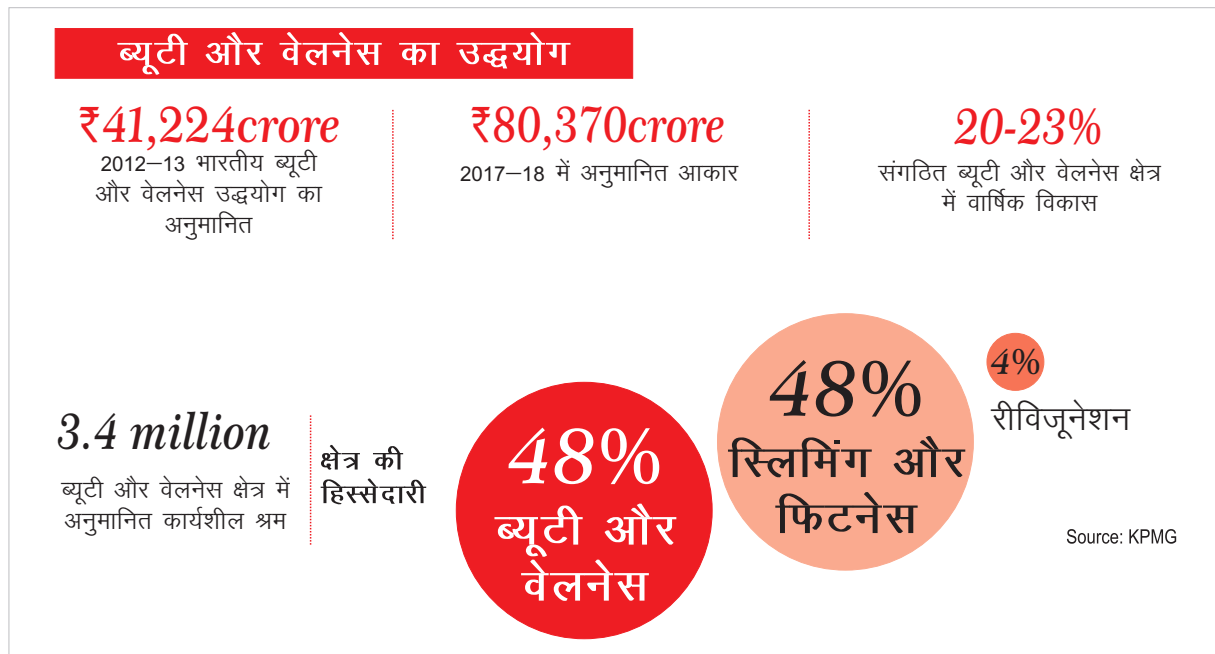 ब्यूटी और वेलनेस का उद्धयोग
₹41,224crore
2012–13 भारतीय ब्यूटी
और वेलनेस उद्धयोग का
अनुमानित
₹80,370crore
2017–18 में अनुमानित आकार
20-23%
संगठित ब्यूटी और वेलनेस क्षेत्र
में वार्षिक विकास
3.4 million
ब्यूटी और वेलनेस क्षेत्र में
अनुमानित कार्यशील श्रम
क्षेत्र की
हिस्सेदारी
48%
ब्यूटी और
वेलनेस
48%
स्लिमिंग और
फिटनेस
4%
रीविजूनेशन
Source: KPMG